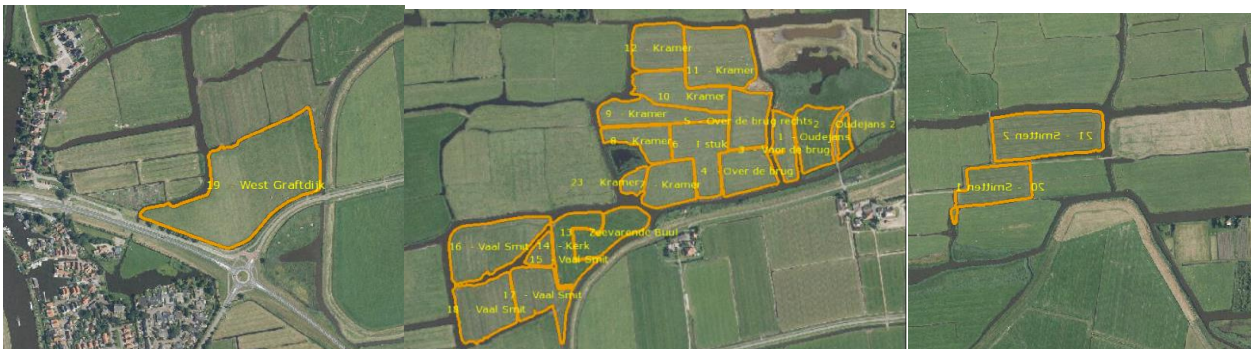 19 - West Graftdijk
12 - Kramer
11 - Kramer
10 - Kramer
9 - Kramer
5 - Over de brug rechts
2 - Oudejans 2
1 - Oudejans
8 - Kramer
6 - T stuk
3 - Voor de brug
4 - Over de brug
23 - Kramer
7 - Kramer
13 - Zeevarende Buul
16 - Vaal Smit
14 - Kerk
15 - Vaal Smit
17 - Vaal Smit
18 - Vaal Smit
21 - Smitten 2
20 - Smitten 1